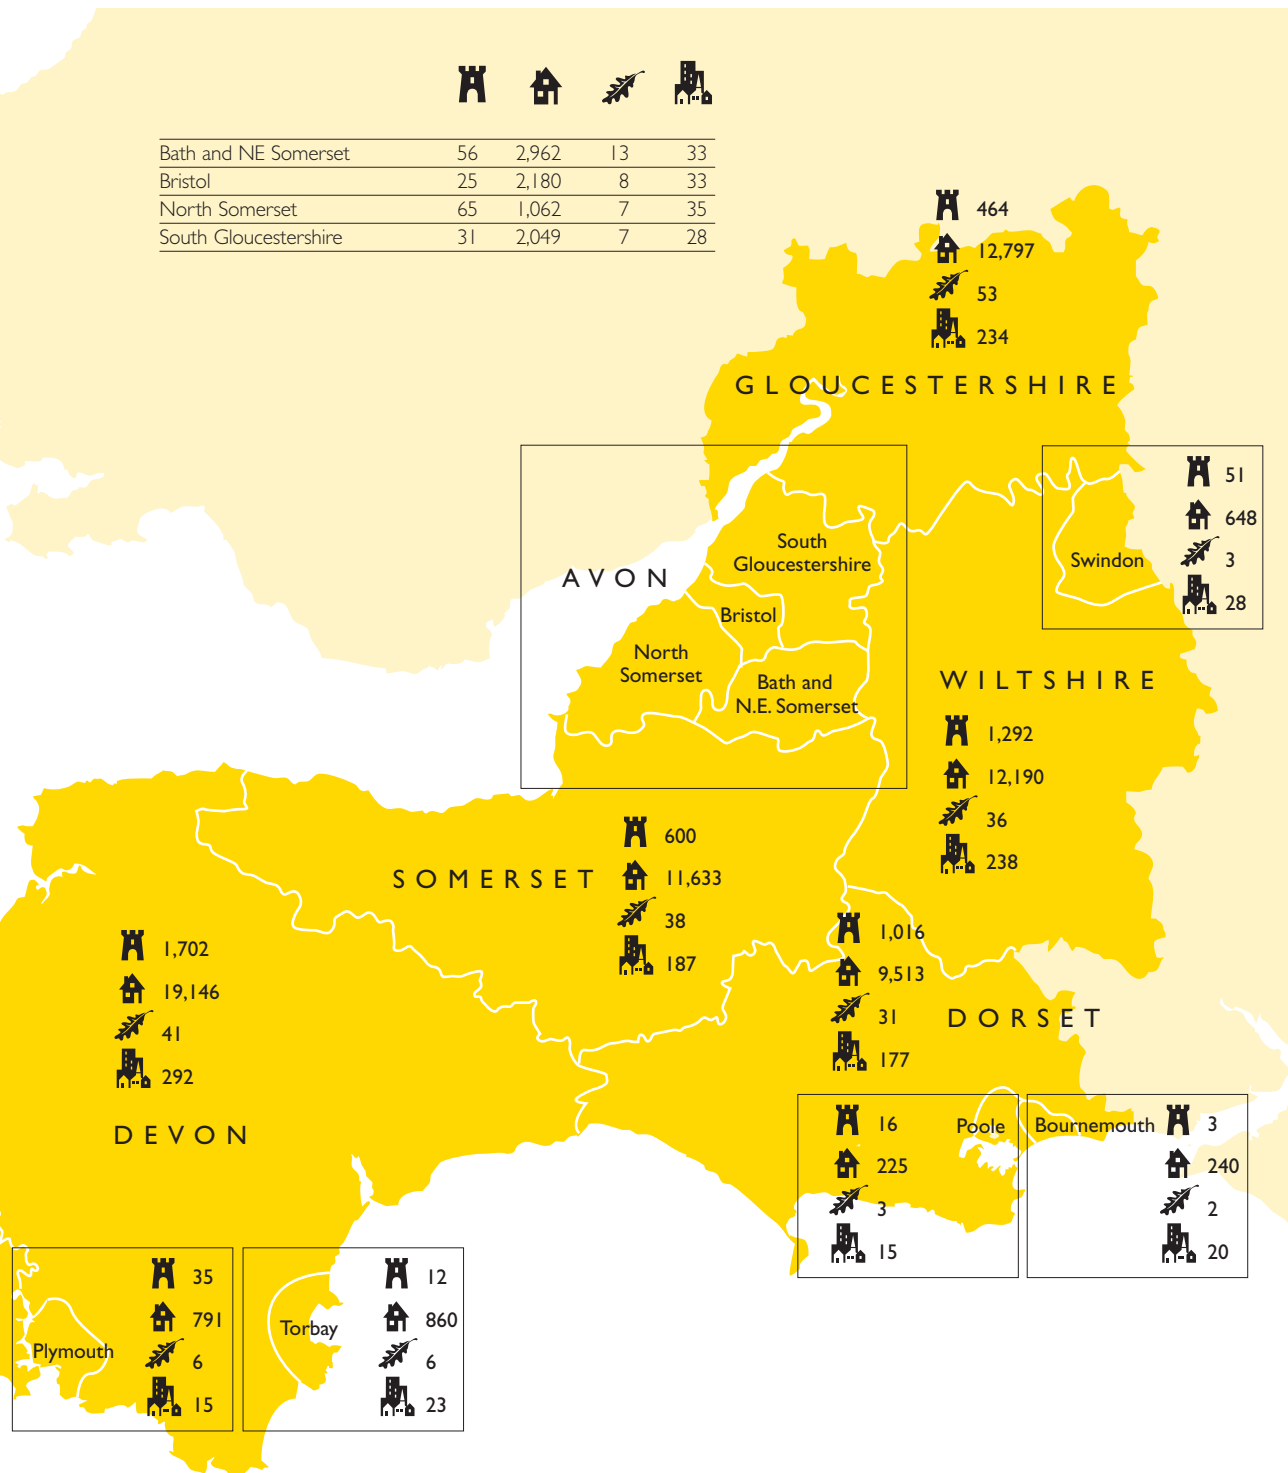 Bath and NE Somerset 56 2,962 13 33
Bristol 25 2,180 8 33
North Somerset 65 1,062 7 35
South Gloucestershire 31 2,049 7 28
464
12,797
53
234
GLOUCESTERSHIRE
51
648
3
28
Swindon
South
Gloucestershire
AVON
Bristol
North
Somerset
Bath and
N.E. Somerset
WILTSHIRE
1,292
12,190
36
238
SOMERSET
600
11,633
38
187
1,702
19,146
41
292
DEVON
1,016
9,513
31
177
DORSET
16
225
3
15
Poole
Bournemouth
3
240
2
20
35
791
6
15
Plymouth
12
860
6
23
Torbay